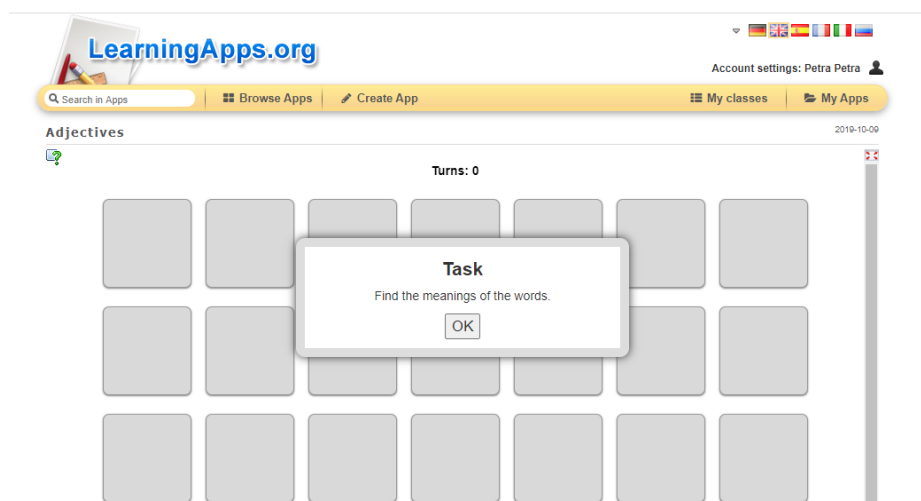 LearningApps.org
Account settings: Petra Petra
Search in Apps
Browse Apps
Create App
My classes
My Apps
Adjectives
2019-10-09
Turns: 0
Task
Find the meanings of the words.
OK